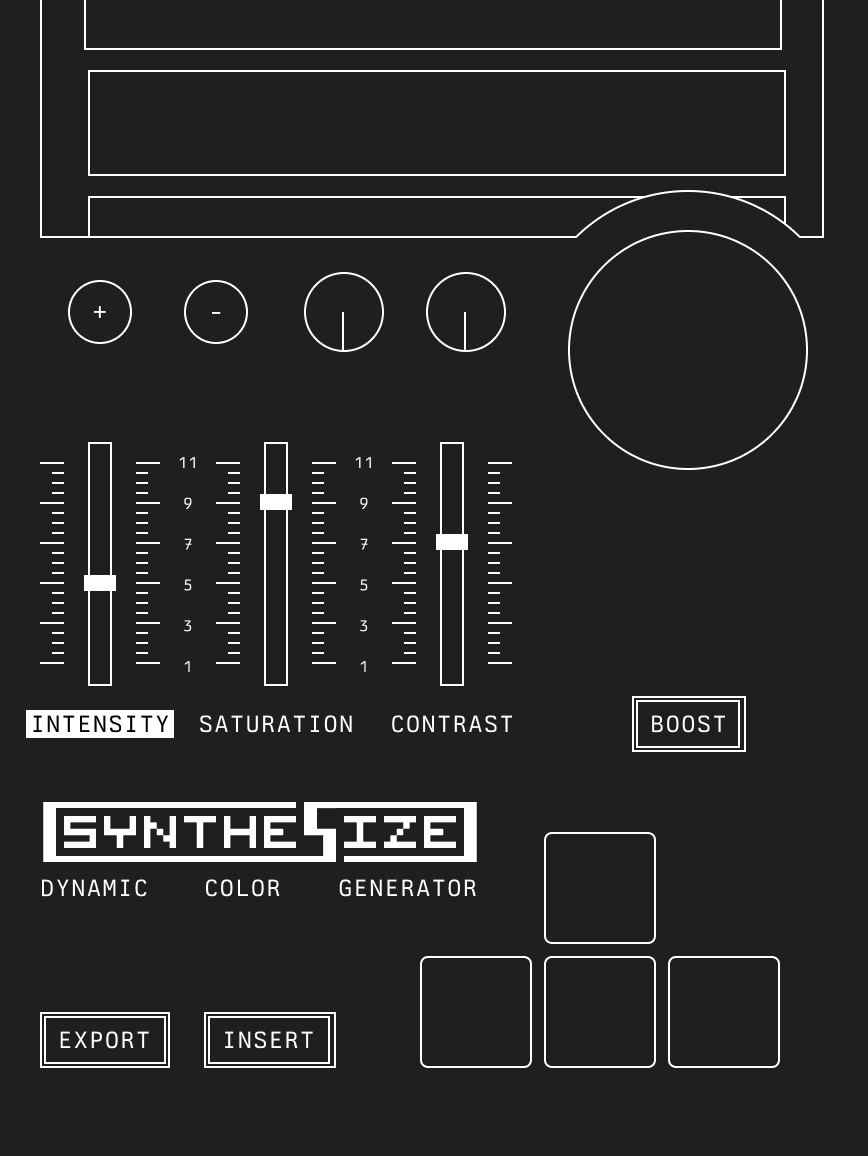 + -
11 11
9 9
7 7
5 5
3 3
1 1
INTENSITY SATURATION CONTRAST BOOST
SYNTHESIZE
DYNAMIC COLOR GENERATOR
EXPORT INSERT